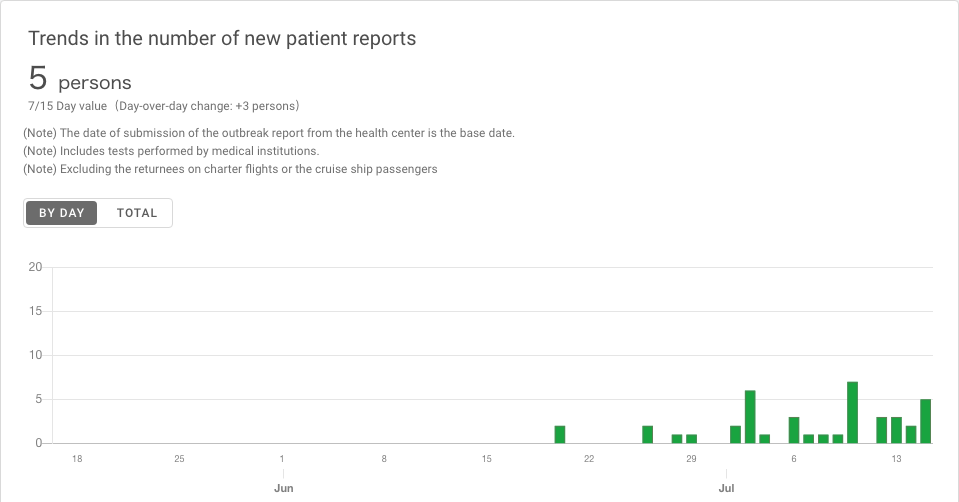 Trends in the number of new patient reports
5 persons
7/15 Day value（Day-over-day change: +3 persons）
(Note) The date of submission of the outbreak report from the health center is the base date.
(Note) Includes tests performed by medical institutions.
(Note) Excluding the returnees on charter flights or the cruise ship passengers
BY DAY TOTAL
20
15
10
5
0
18 25 1 8 15 22 29 6 13
Jun Jul